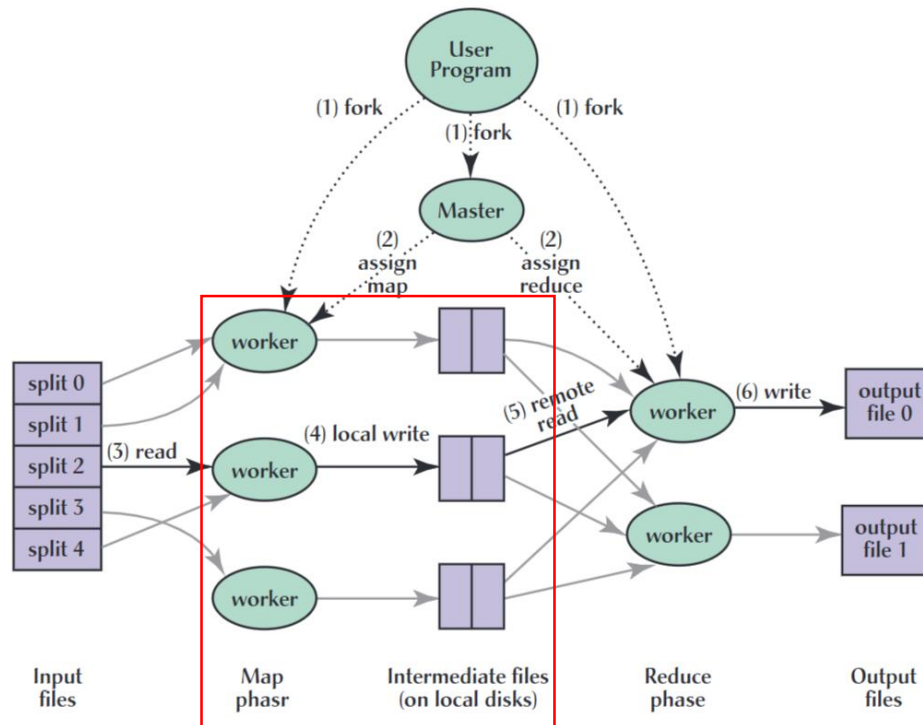 User
Program
(1) fork
(1) fork
(1) fork
Master
(2)
assign
map
(2)
assign
reduce
worker
split 0
split 1
split 2
split 3
split 4
(3) read
worker
(4) local write
(5) remote
read
worker
(6) write
output
file 0
worker
output
file 1
worker
Input
files
Map
phasr
Intermediate files
(on local disks)
Reduce
phase
Output
files